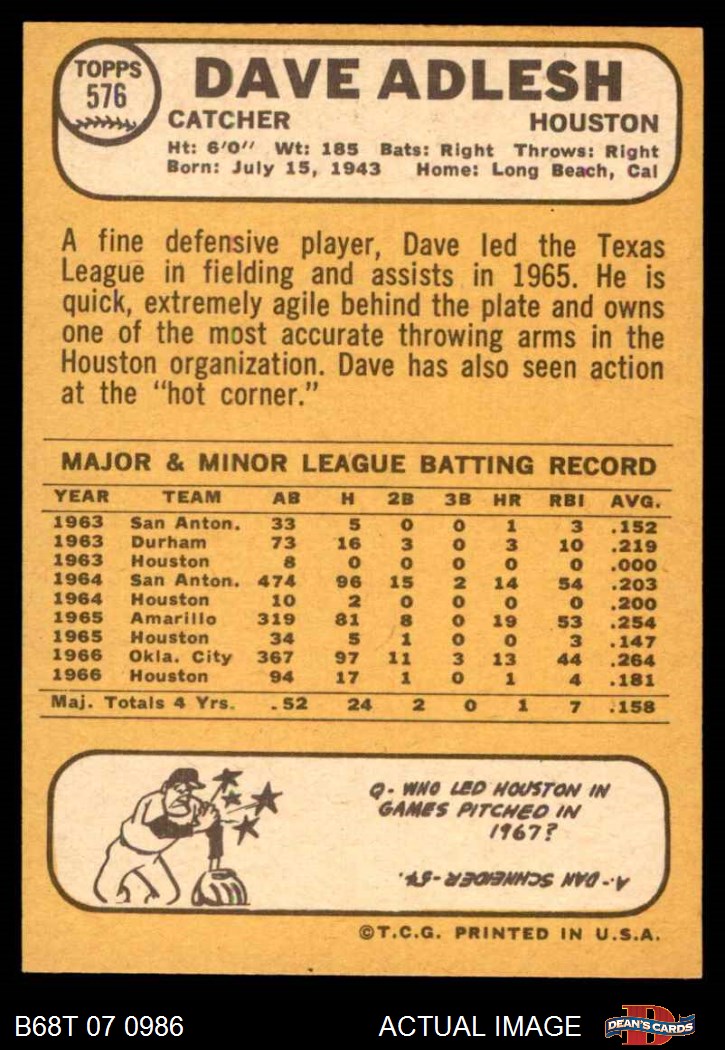 TOPPS
576
DAVE ADLESH
CATCHER HOUSTON
Ht: 6'0" Wt: 185 Bats: Right Throws: Right
Born: July 15, 1943 Home: Long Beach, Cal
A fine defensive player, Dave led the Texas
League in fielding and assists in 1965. He is
quick, extremely agile behind the plate and owns
one of the most accurate throwing arms in the
Houston organization. Dave has also seen action
at the "hot corner."
MAJOR & MINOR LEAGUE BATTING RECORD
YEAR TEAM AB H 2B 3B HR RBI AVG.
1963 San Anton. 33 5 0 0 1 3 .152
1963 Durham 73 16 3 0 3 10 .219
1963 Houston 8 0 0 0 0 0 .000
1964 San Anton. 474 96 15 2 14 54 .203
1964 Houston 10 2 0 0 0 0 .200
1965 Amarillo 319 81 8 0 19 53 .254
1965 Houston 34 5 1 0 0 3 .147
1966 Okla. City 367 97 11 3 13 44 .264
1966 Houston 94 17 1 0 1 4 .181
Maj. Totals 4 Yrs. .52 24 2 0 1 7 .158
Q- WHO LED HOUSTON IN
GAMES PITCHED IN
1967?
A- DAN SCHNEIDER-54.
©T.C.G. PRINTED IN U.S.A.
B68T 07 0986 ACTUAL IMAGE
DEAN'S CARDS